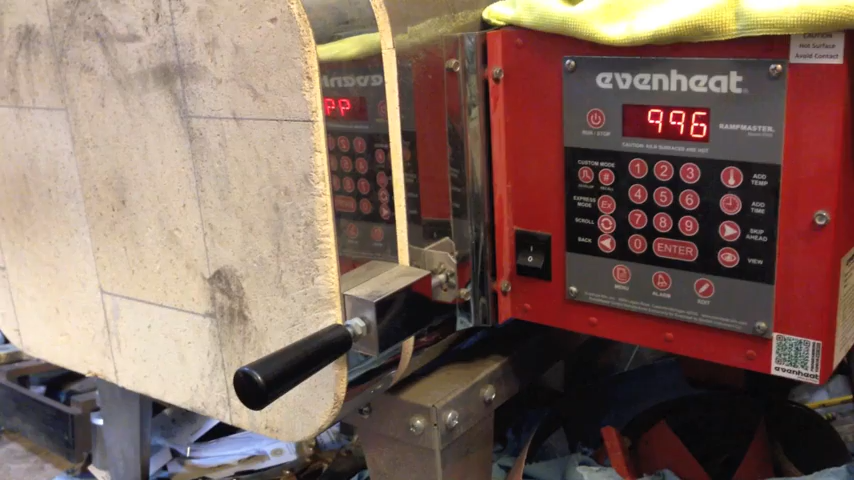 CAUTION
Hot Surface
Avoid Contact
evenheat
996
RAMPMASTER
RUN / STOP
CAUTION: KILN SURFACES ARE HOT
CUSTOM MODE
1 2 3
ADD TEMP
EXPRESS MODE
Ex
4 5 6
ADD TIME
SCROLL
7 8 9
SKIP AHEAD
BACK
0 ENTER
VIEW
MENU
ALARM
EDIT
I
O
evenheat